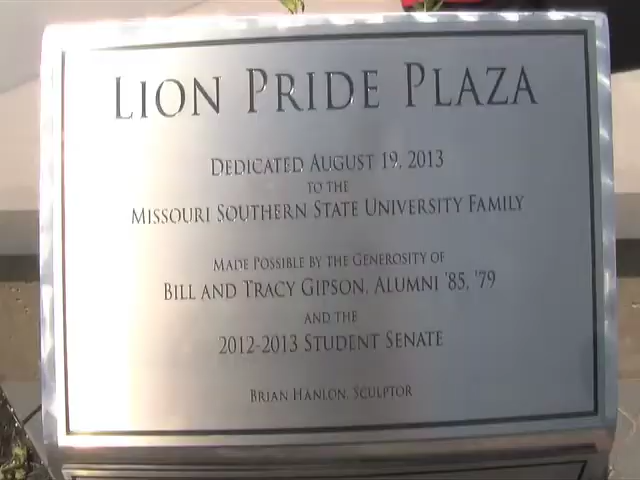 LION PRIDE PLAZA
DEDICATED AUGUST 19, 2013
TO THE
MISSOURI SOUTHERN STATE UNIVERSITY FAMILY
MADE POSSIBLE BY THE GENEROSITY OF
BILL AND TRACY GIPSON, ALUMNI '85, '79
AND THE
2012-2013 STUDENT SENATE
BRIAN HANLON, SCULPTOR